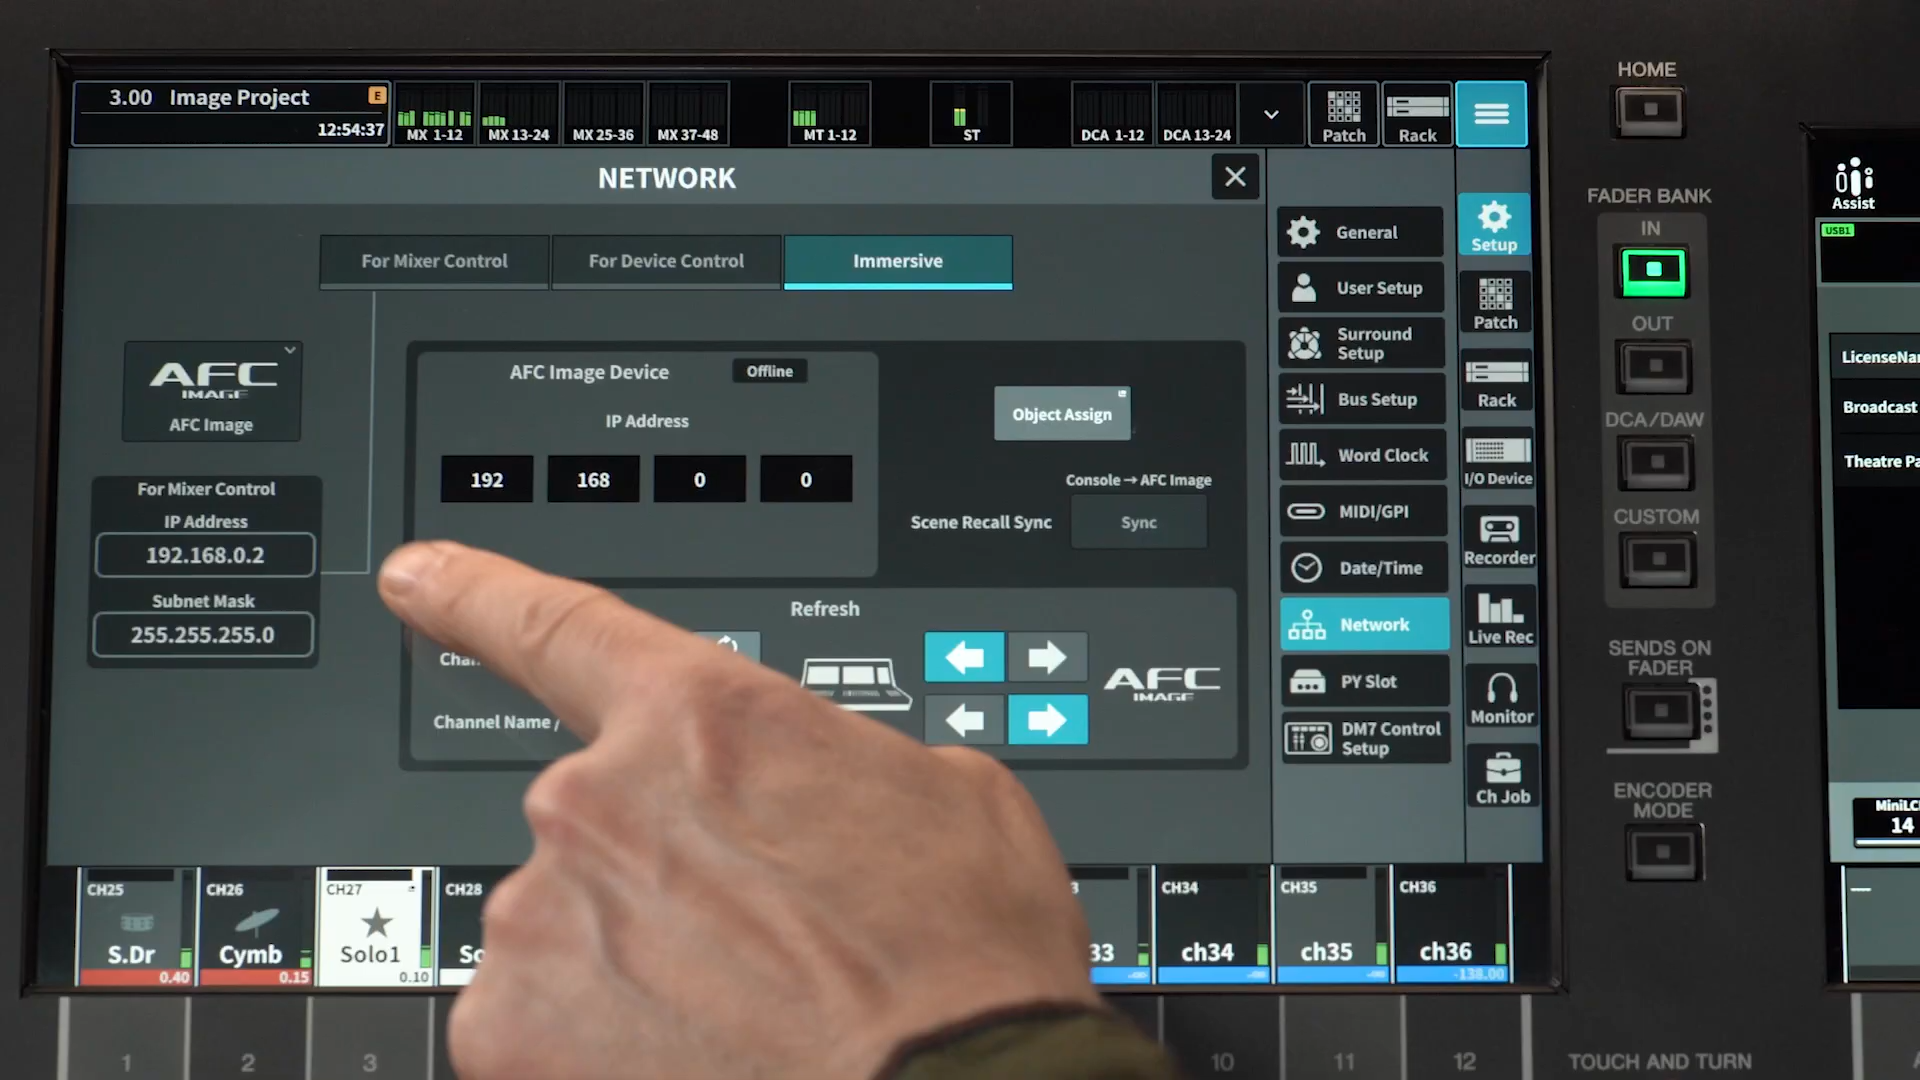 3.00 Image Project E
12:54:37
MX 1-12
MX 13-24
MX 25-36
MX 37-48
MT 1-12
ST
DCA 1-12
DCA 13-24
Patch
Rack
NETWORK
For Mixer Control
For Device Control
Immersive
AFC
IMAGE
AFC Image
For Mixer Control
IP Address
192.168.0.2
Subnet Mask
255.255.255.0
AFC Image Device
Offline
IP Address
192 168 0 0
Object Assign
Console → AFC Image
Scene Recall Sync
Sync
Refresh
Channel Name /
AFC
IMAGE
General
User Setup
Surround
Setup
Bus Setup
Word Clock
MIDI/GPI
Date/Time
Network
PY Slot
DM7 Control
Setup
Setup
Patch
Rack
I/O Device
Recorder
Live Rec
Monitor
Ch Job
CH25
S.Dr
0.40
CH26
Cymb
0.15
CH27
Solo1
0.10
CH28
CH34
ch34
CH35
ch35
CH36
ch36
-138.00
1
2
3
10
11
12
HOME
FADER BANK
IN
OUT
DCA/DAW
CUSTOM
SENDS ON
FADER
ENCODER
MODE
TOUCH AND TURN
Assist
USB1
Broadcast
Theatre
14